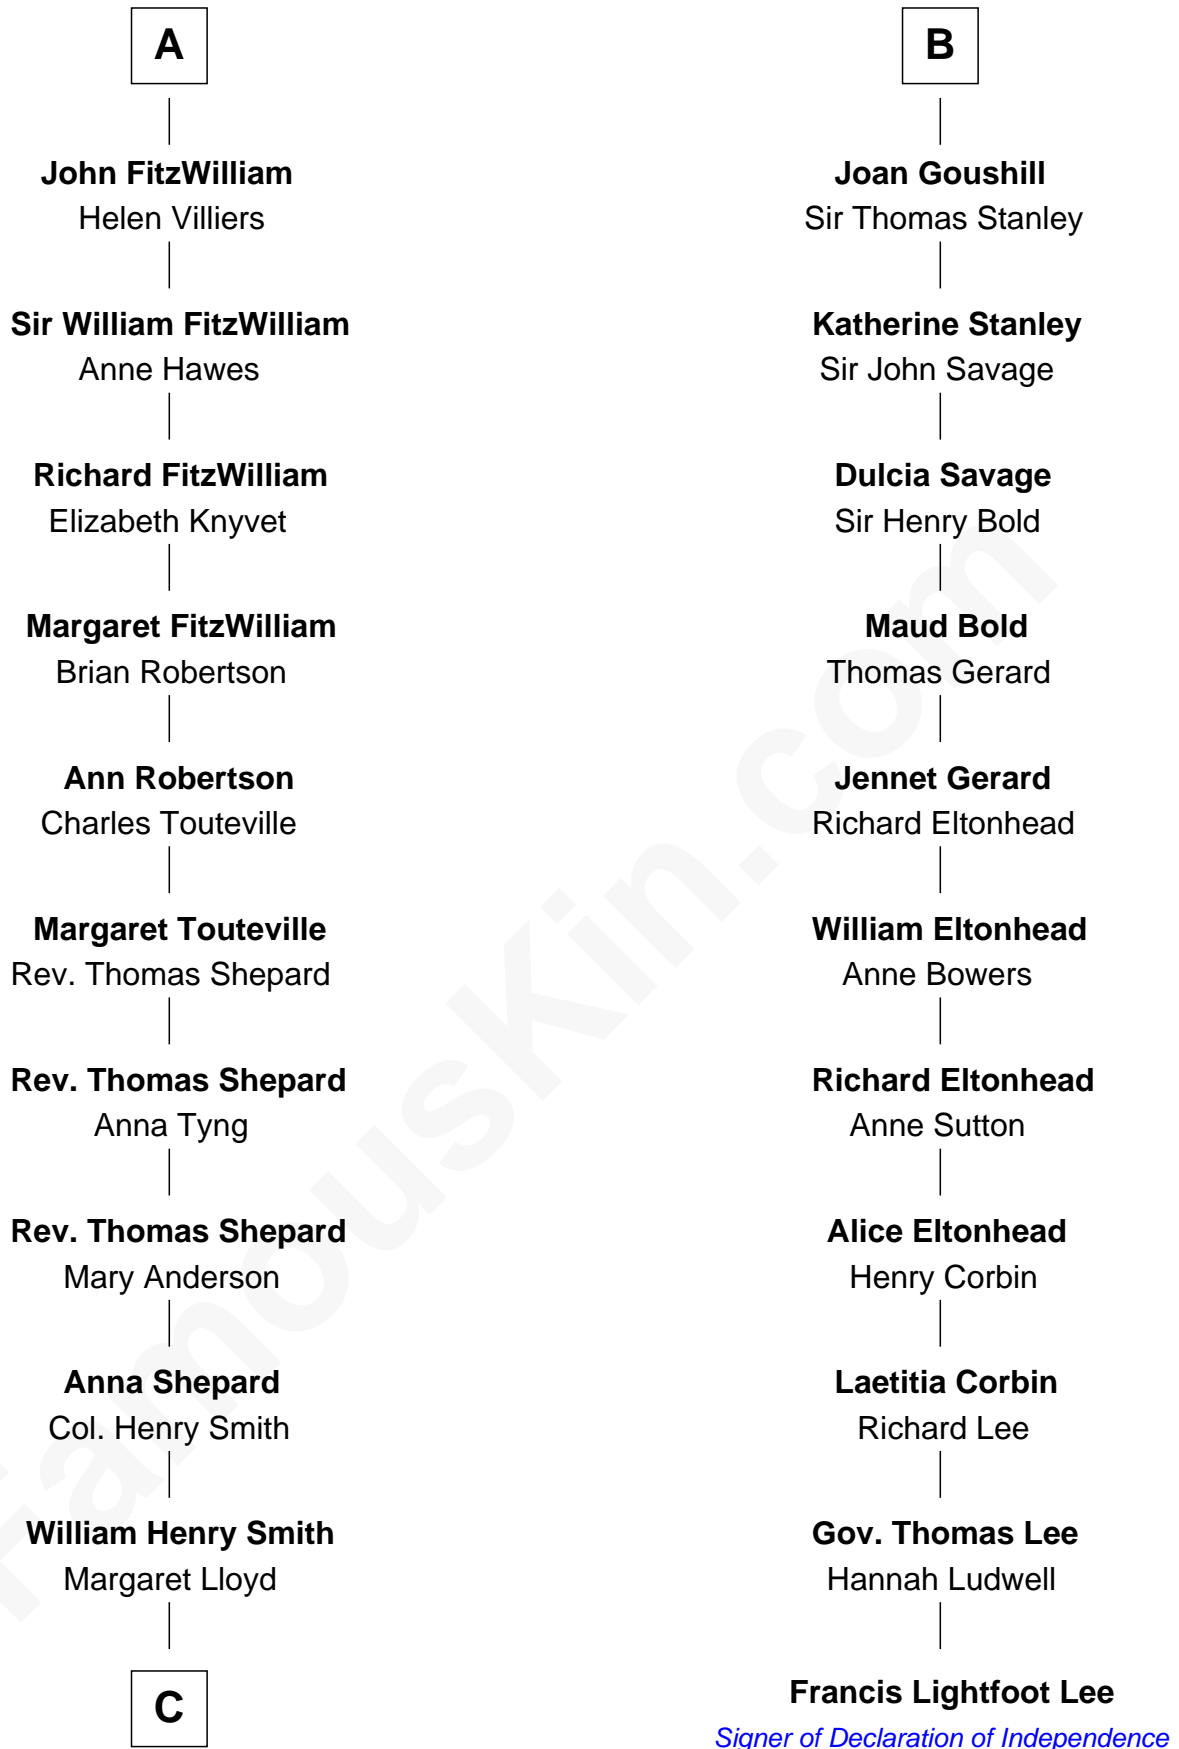 A
John FitzWilliam
Helen Villiers
Sir William FitzWilliam
Anne Hawes
Richard FitzWilliam
Elizabeth Knyvet
Margaret FitzWilliam
Brian Robertson
Ann Robertson
Charles Touteville
Margaret Touteville
Rev. Thomas Shepard
Rev. Thomas Shepard
Anna Tyng
Rev. Thomas Shepard
Mary Anderson
Anna Shepard
Col. Henry Smith
William Henry Smith
Margaret Lloyd
C
B
Joan Goushill
Sir Thomas Stanley
Katherine Stanley
Sir John Savage
Dulcia Savage
Sir Henry Bold
Maud Bold
Thomas Gerard
Jennet Gerard
Richard Eltonhead
William Eltonhead
Anne Bowers
Richard Eltonhead
Anne Sutton
Alice Eltonhead
Henry Corbin
Laetitia Corbin
Richard Lee
Gov. Thomas Lee
Hannah Ludwell
Francis Lightfoot Lee
Signer of Declaration of Independence
FamousKin.com